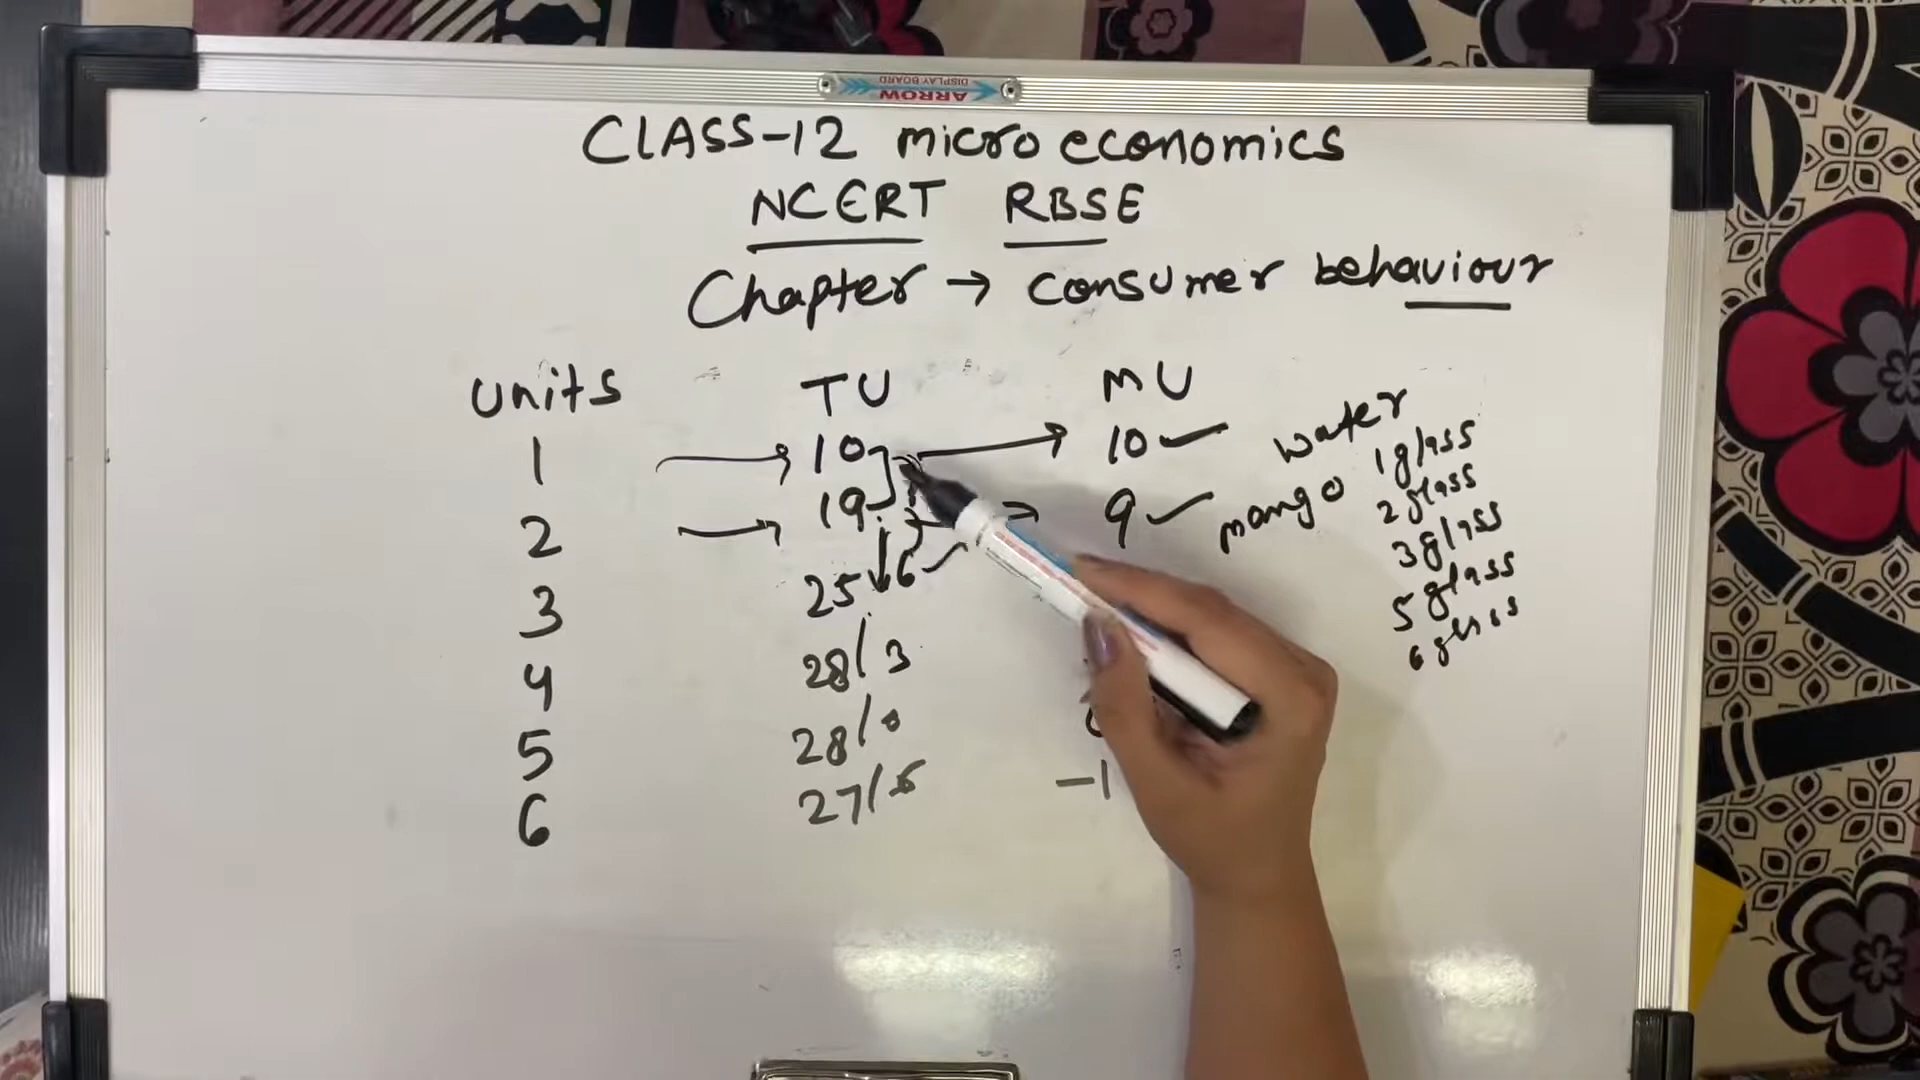 ARROW
DISPLAY BOARD
CLASS-12 micro economics
NCERT RBSE
Chapter → consumer behaviour
units TU MU
1 → 10 → 10
2 → 19 → 9
3 25 6
4 28/3
5 28/0
6 27/ -1
water
mango
1 glass
2 glass
3 glass
5 glass
6 glass